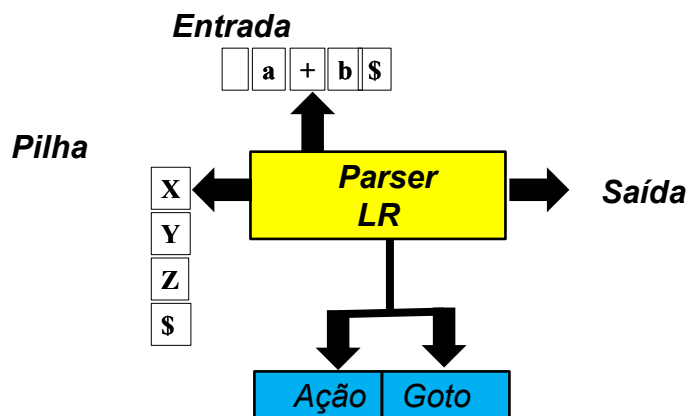 Entrada
a + b $
Pilha
Parser
LR
Saída
X
Y
Z
$
Ação Goto